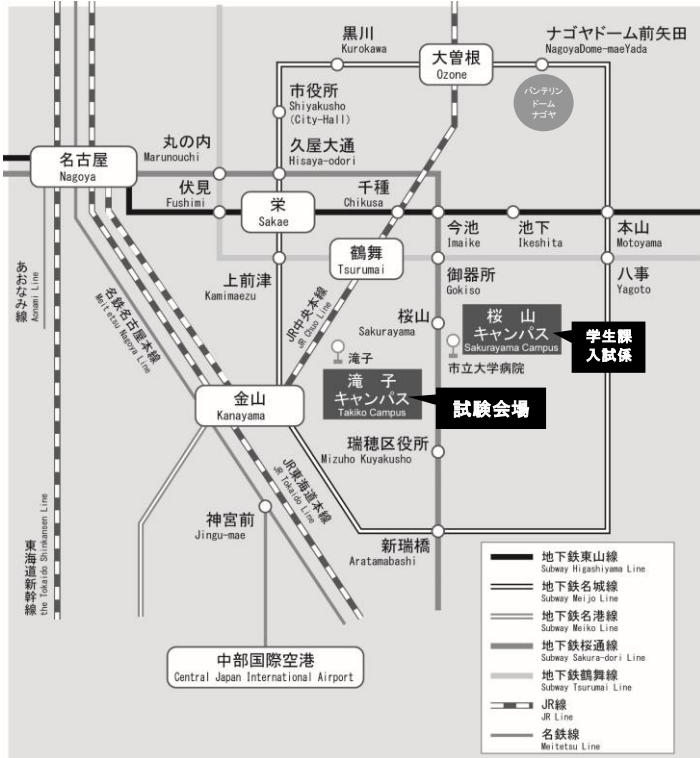 黒川
Kurokawa
大曽根
Ozone
ナゴヤドーム前矢田
NagoyaDome-maeYada
バンテリン
ドーム
ナゴヤ
市役所
Shiyakusho
(City-Hall)
丸の内
Marunouchi
久屋大通
Hisaya-odori
名古屋
Nagoya
伏見
Fushimi
栄
Sakae
千種
Chikusa
今池
Imaike
池下
Ikeshita
本山
Motoyama
鶴舞
Tsurumai
上前津
Kamimaezu
御器所
Gokiso
八事
Yagoto
あおなみ線
Aonami Line
名鉄名古屋本線
Meitetsu Nagoya Line
JR中央本線
JR Chuo Line
桜山
Sakurayama
桜 山
キャンパス
Sakurayama Campus
学生課
入試係
市立大学病院
滝子
滝 子
キャンパス
Takiko Campus
試験会場
金山
Kanayama
瑞穂区役所
Mizuho Kuyakusho
JR東海道本線
JR Tokaido Line
神宮前
Jingu-mae
新瑞橋
Aratamabashi
東海道新幹線
the Tokaido Shinkansen Line
中部国際空港
Central Japan International Airport
地下鉄東山線
Subway Higashiyama Line
地下鉄名城線
Subway Meijo Line
地下鉄名港線
Subway Meiko Line
地下鉄桜通線
Subway Sakura-dori Line
地下鉄鶴舞線
Subway Tsurumai Line
JR線
JR Line
名鉄線
Meitetsu Line